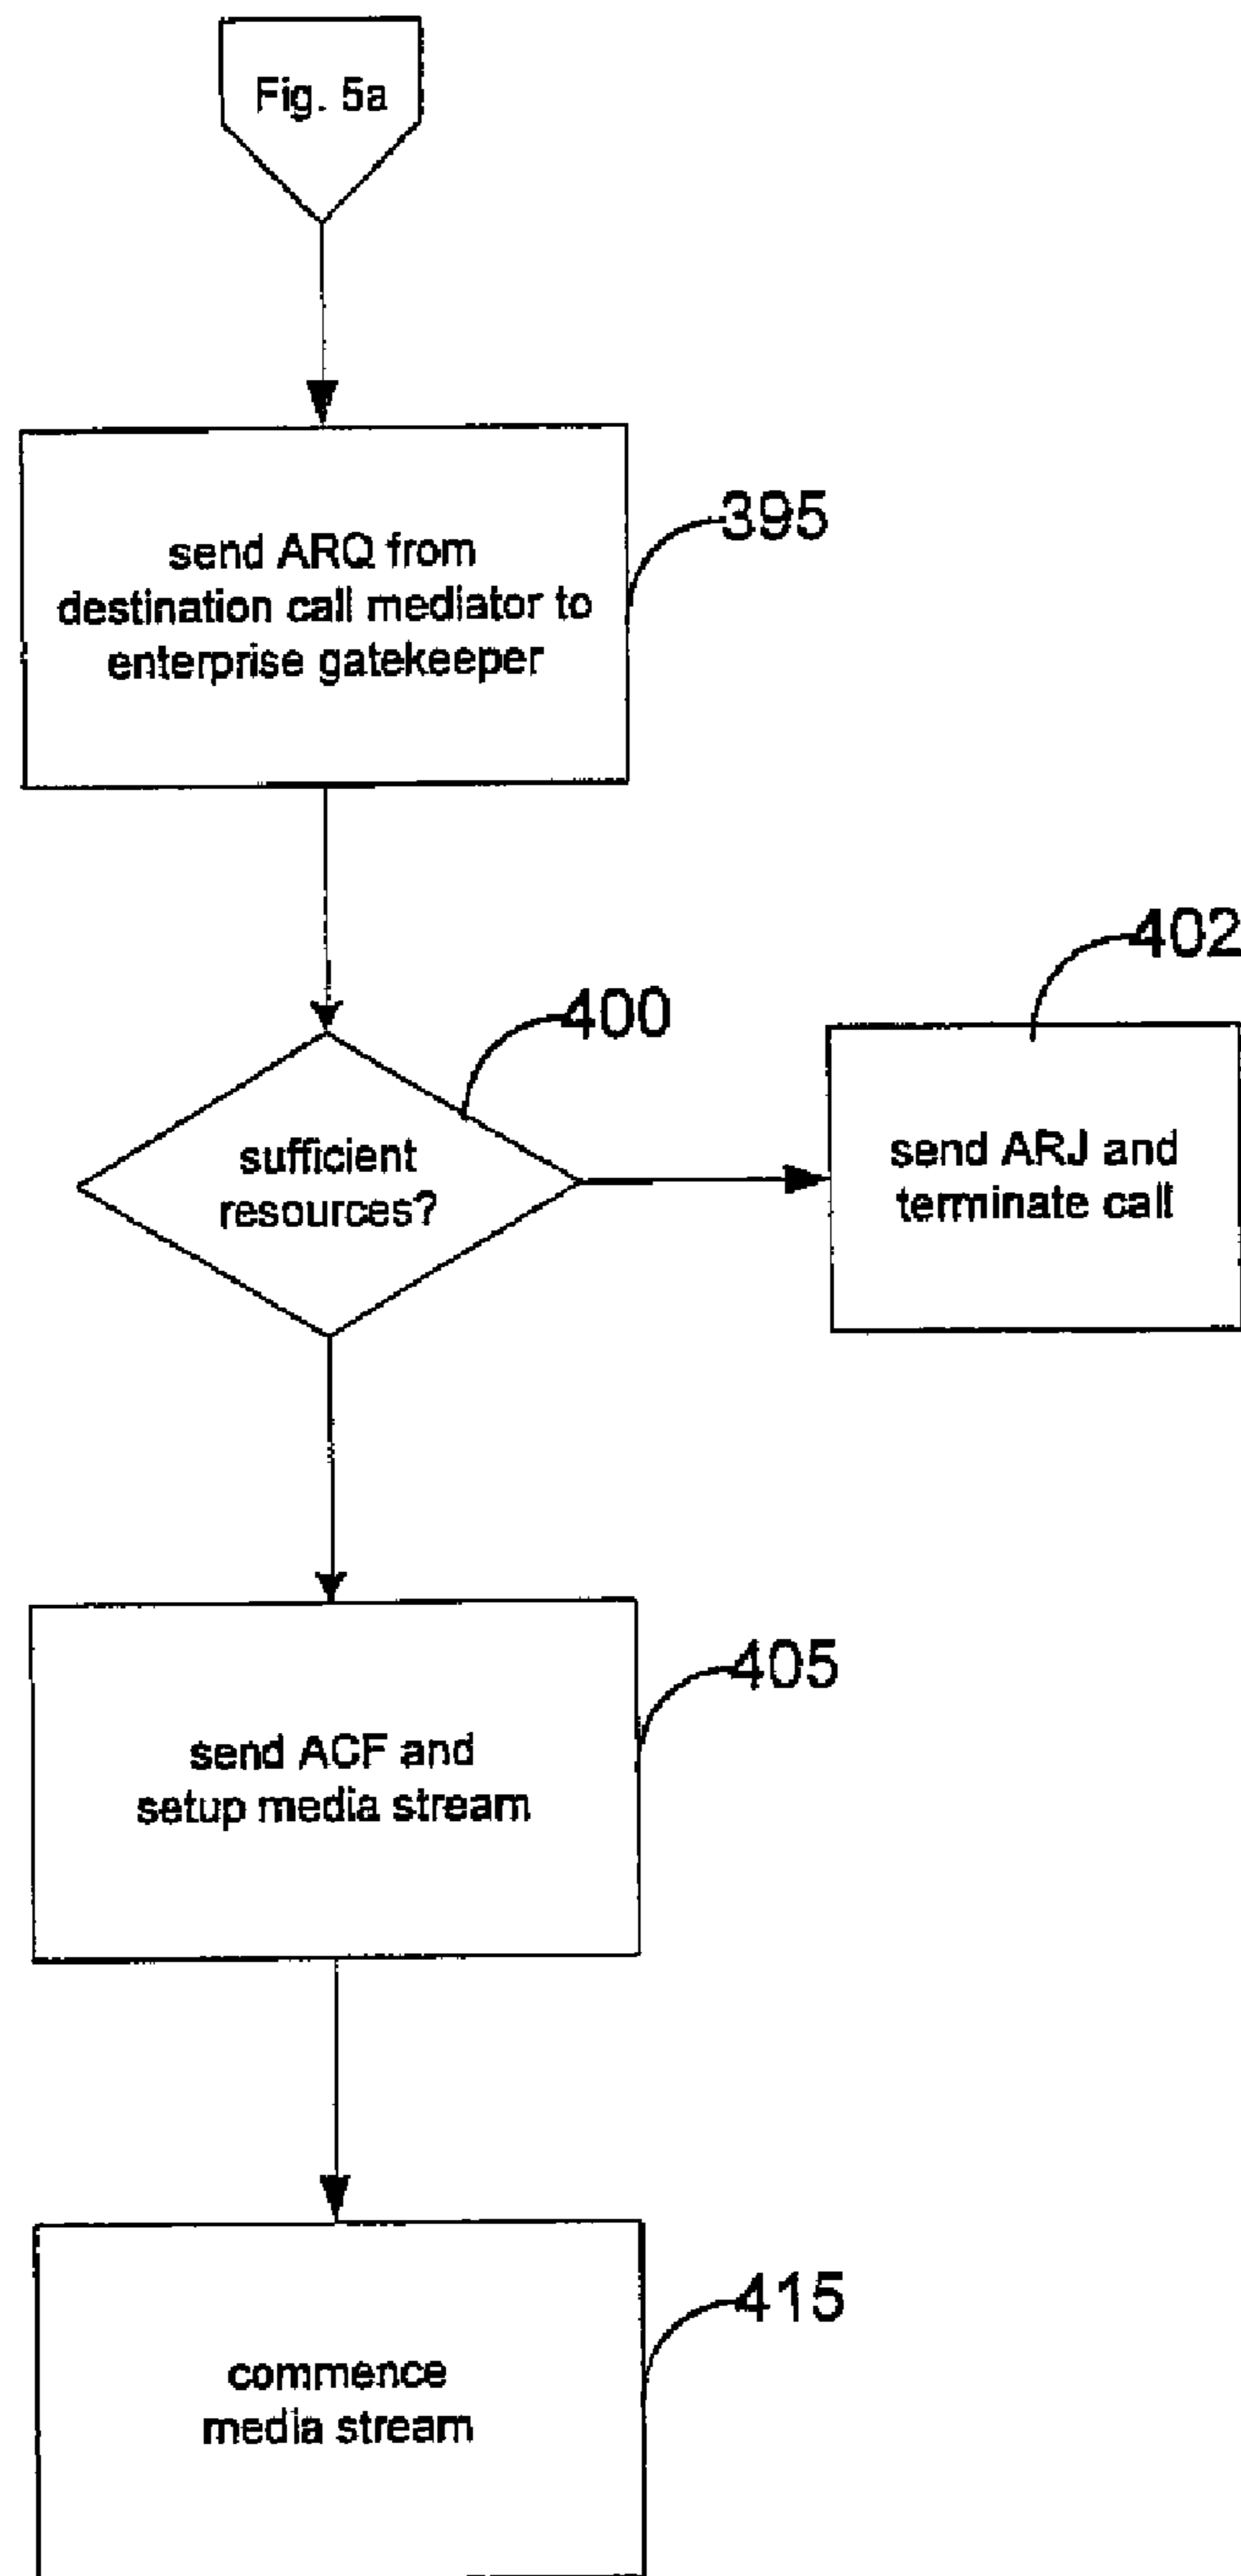 Fig. 5a
send ARQ from
destination call mediator to
enterprise gatekeeper
395
sufficient
resources?
400
send ARJ and
terminate call
402
send ACF and
setup media stream
405
commence
media stream
415